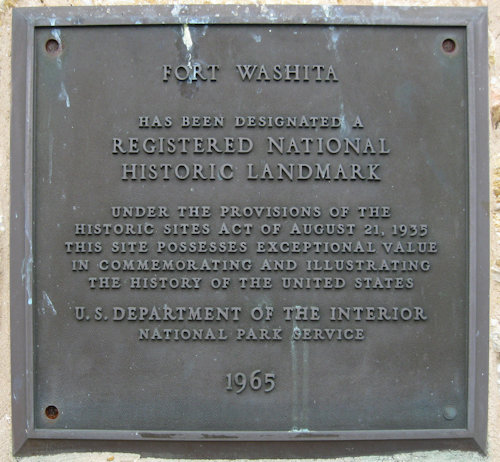 FORT WASHITA
HAS BEEN DESIGNATED A
REGISTERED NATIONAL
HISTORIC LANDMARK
UNDER THE PROVISIONS OF THE
HISTORIC SITES ACT OF AUGUST 21, 1935
THIS SITE POSSESSES EXCEPTIONAL VALUE
IN COMMEMORATING AND ILLUSTRATING
THE HISTORY OF THE UNITED STATES
U.S. DEPARTMENT OF THE INTERIOR
NATIONAL PARK SERVICE
1965